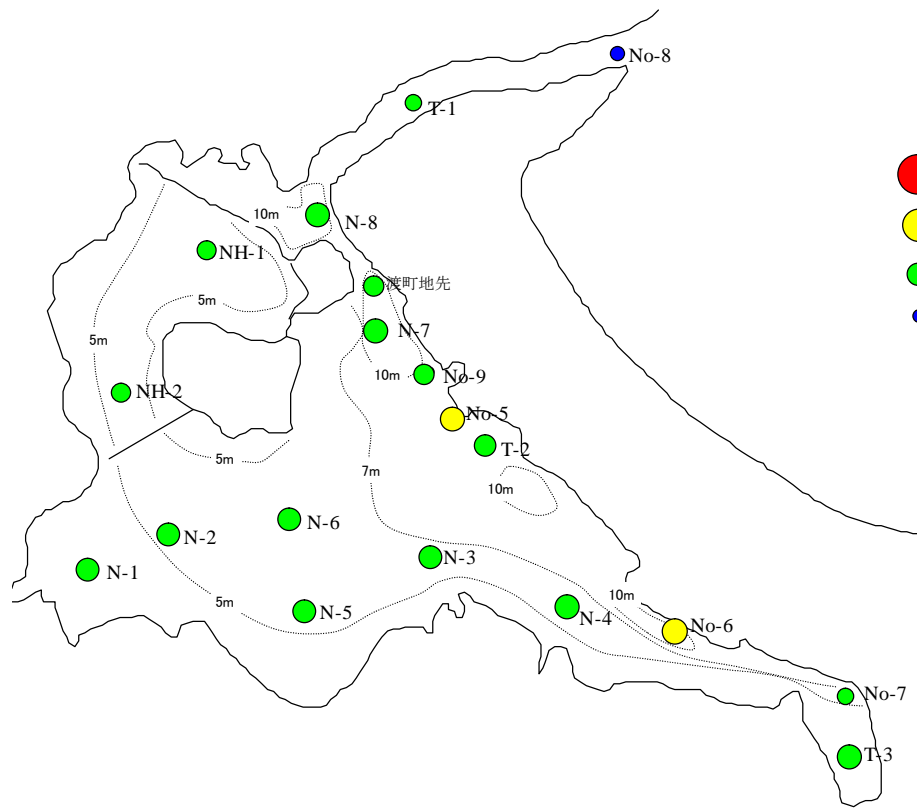 No-8
T-1
10m
N-8
NH-1
渡町地先
5m
N-7
5m
10m
No-9
NH-2
No-5
T-2
5m
7m
10m
N-6
N-2
N-3
N-1
10m
5m
N-5
N-4
No-6
No-7
T-3